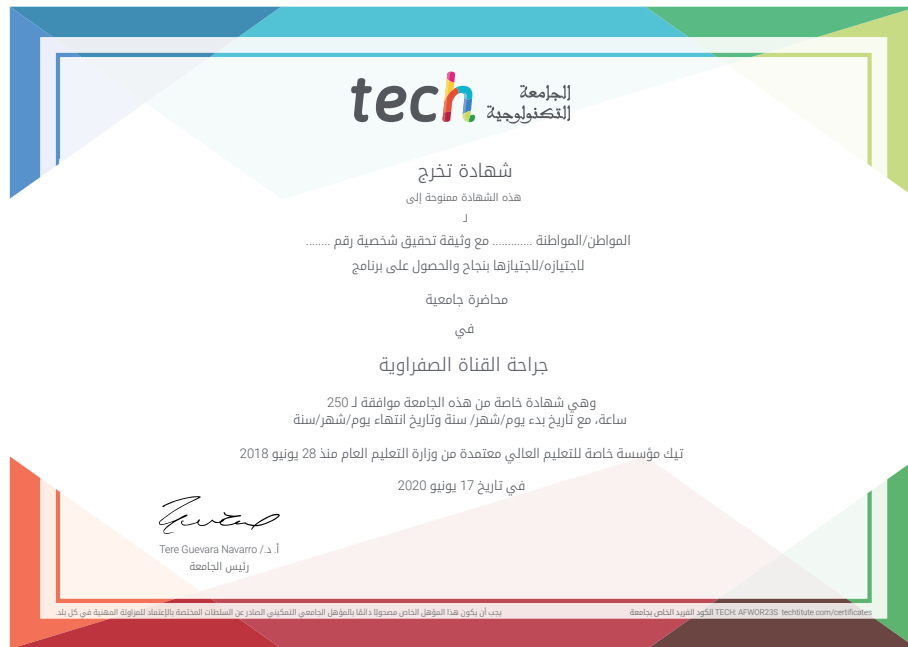 tech الجامعة
التكنولوجية
شهادة تخرج
هذه الشهادة ممنوحة إلى
لـ
المواطن/المواطنة ............. مع وثيقة تحقيق شخصية رقم ........
لاجتيازه/لاجتيازها بنجاح والحصول على برنامج
محاضرة جامعية
في
جراحة القناة الصفراوية
وهي شهادة خاصة من هذه الجامعة موافقة لـ 250
ساعة، مع تاريخ بدء يوم/شهر/ سنة وتاريخ انتهاء يوم/شهر/سنة
تيك مؤسسة خاصة للتعليم العالي معتمدة من وزارة التعليم العام منذ 28 يونيو 2018
في تاريخ 17 يونيو 2020
أ. د./ Tere Guevara Navarro
رئيس الجامعة
يجب أن يكون هذا المؤهل الخاص مصحوبًا دائمًا بالمؤهل الجامعي التمكيني الصادر عن السلطات المختصة بالإعتماد للمزاولة المهنية في كل بلد.
الكود الفريد الخاص بجامعة TECH: AFWOR23S techtitute.com/certificates